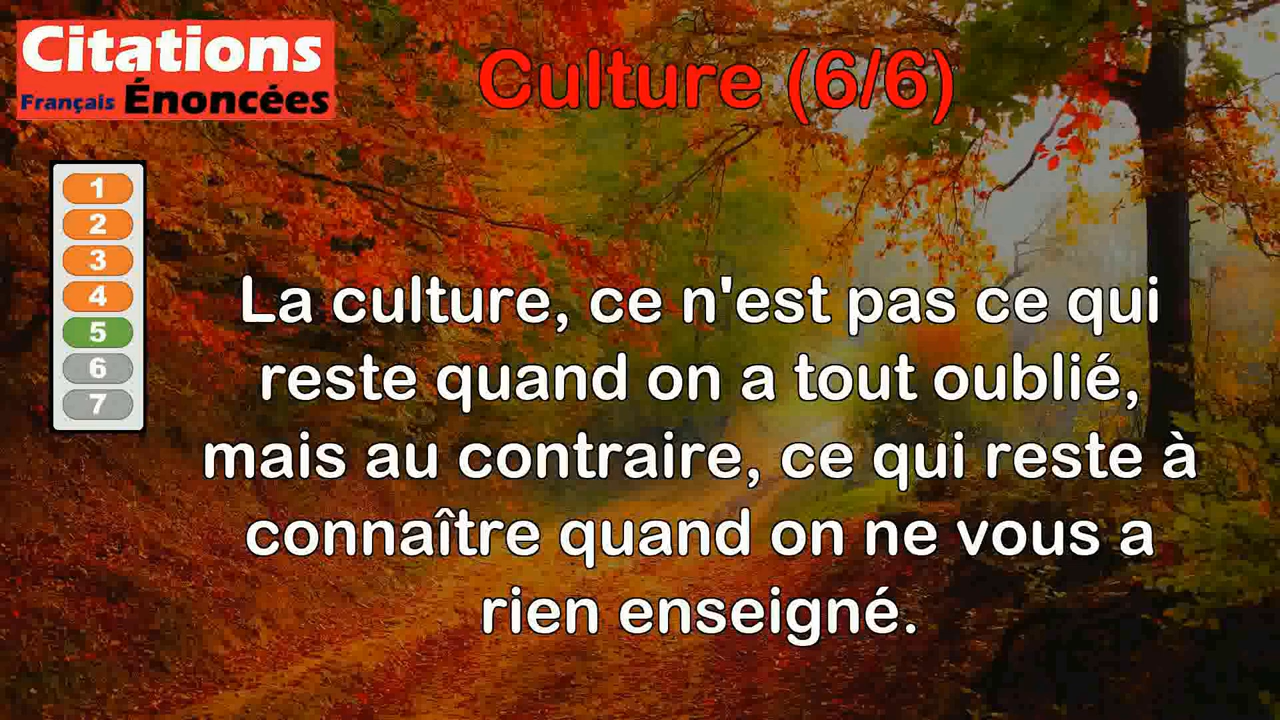 Citations
Français Énoncées
Culture (6/6)
1
2
3
4
5
6
7
La culture, ce n'est pas ce qui
reste quand on a tout oublié,
mais au contraire, ce qui reste à
connaître quand on ne vous a
rien enseigné.